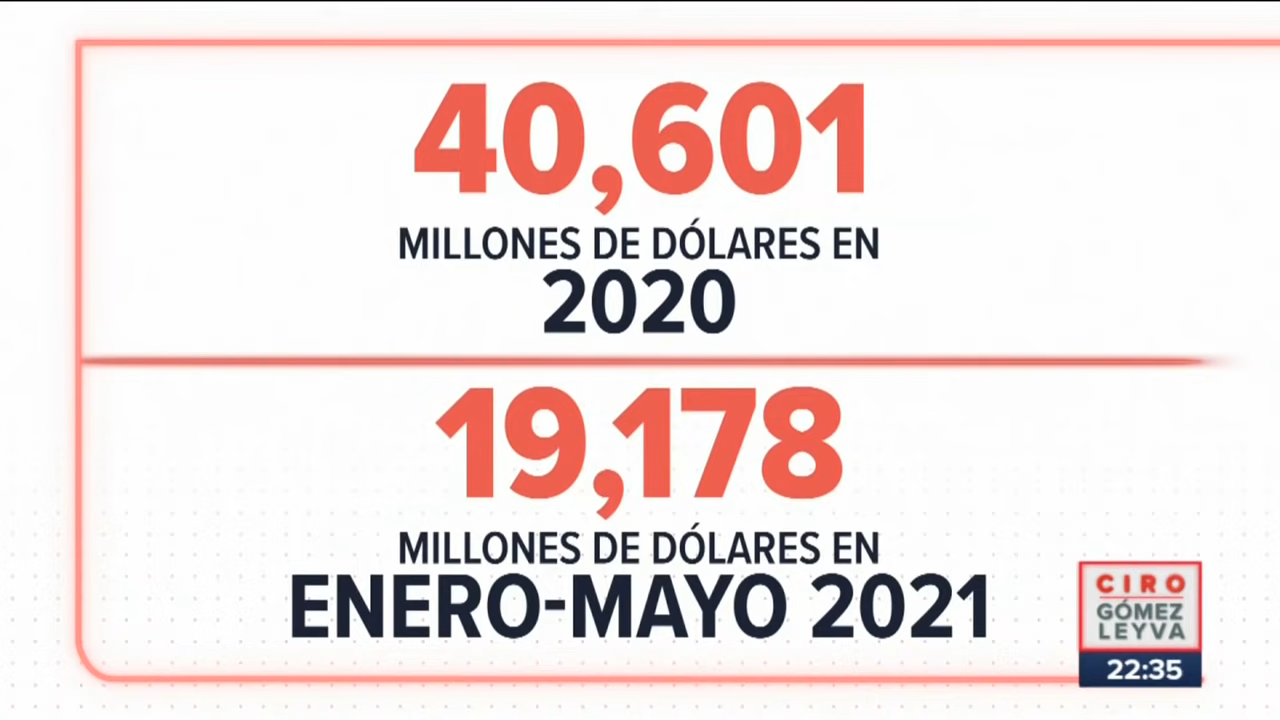 40,601
MILLONES DE DÓLARES EN
2020
19,178
MILLONES DE DÓLARES EN
ENERO-MAYO 2021
CIRO
GÓMEZ
LEYVA
22:35